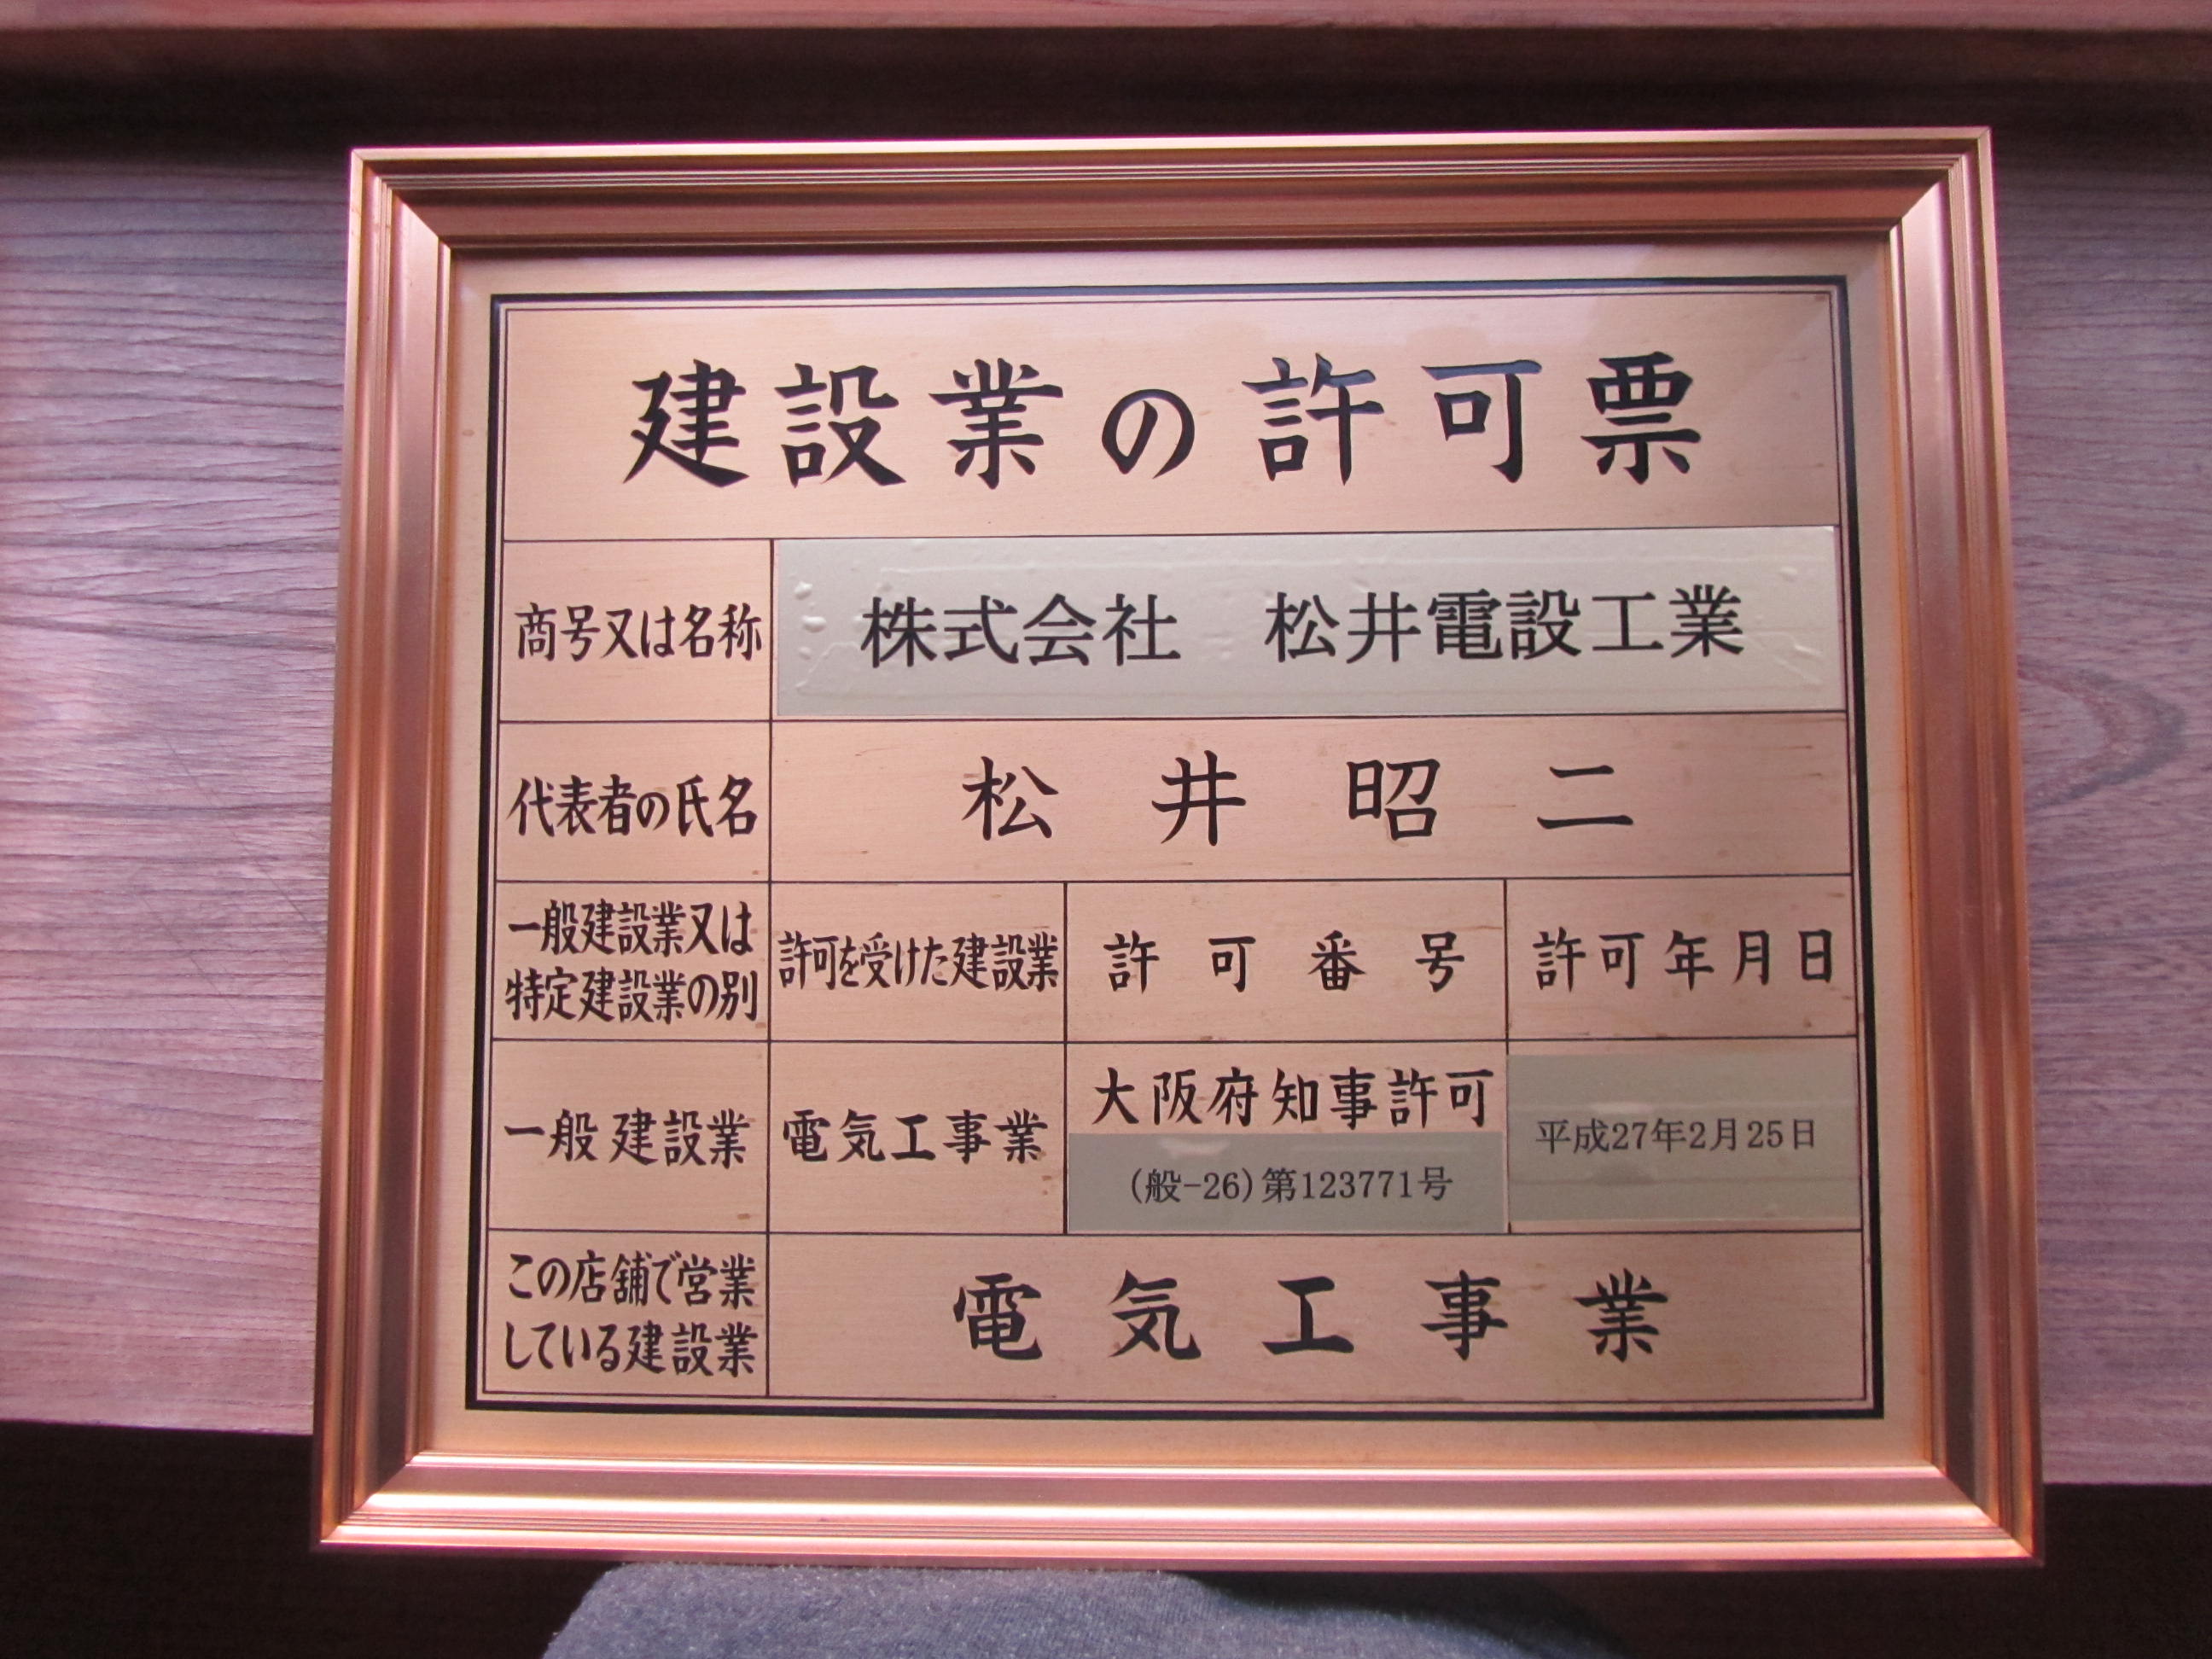 建設業の許可票
商号又は名称
株式会社　松井電設工業
代表者の氏名
松井昭二
一般建設業又は
特定建設業の別
許可を受けた建設業
許可番号
許可年月日
一般建設業
電気工事業
大阪府知事許可
(般-26)第123771号
平成27年2月25日
この店舗で営業
している建設業
電気工事業